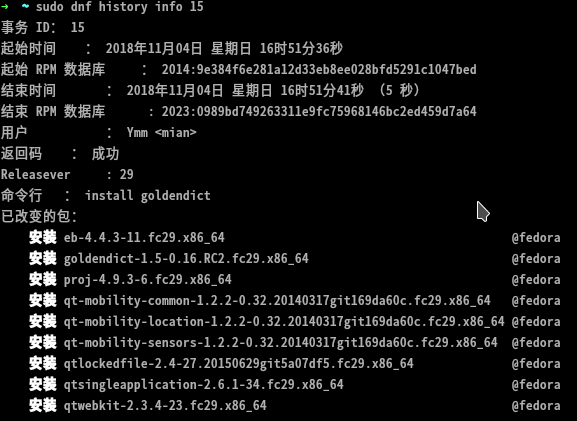 → ~ sudo dnf history info 15
事务 ID： 15
起始时间 ： 2018年11月04日 星期日 16时51分36秒
起始 RPM 数据库 ： 2014:9e384f6e281a12d33eb8ee028bfd5291c1047bed
结束时间 ： 2018年11月04日 星期日 16时51分41秒 （5 秒）
结束 RPM 数据库 : 2023:0989bd749263311e9fc75968146bc2ed459d7a64
用户 ： Ymm <mian>
返回码 ： 成功
Releasever : 29
命令行 ： install goldendict
已改变的包：
安装 eb-4.4.3-11.fc29.x86_64 @fedora
安装 goldendict-1.5-0.16.RC2.fc29.x86_64 @fedora
安装 proj-4.9.3-6.fc29.x86_64 @fedora
安装 qt-mobility-common-1.2.2-0.32.20140317git169da60c.fc29.x86_64 @fedora
安装 qt-mobility-location-1.2.2-0.32.20140317git169da60c.fc29.x86_64 @fedora
安装 qt-mobility-sensors-1.2.2-0.32.20140317git169da60c.fc29.x86_64 @fedora
安装 qtlockedfile-2.4-27.20150629git5a07df5.fc29.x86_64 @fedora
安装 qtsingleapplication-2.6.1-34.fc29.x86_64 @fedora
安装 qtwebkit-2.3.4-23.fc29.x86_64 @fedora